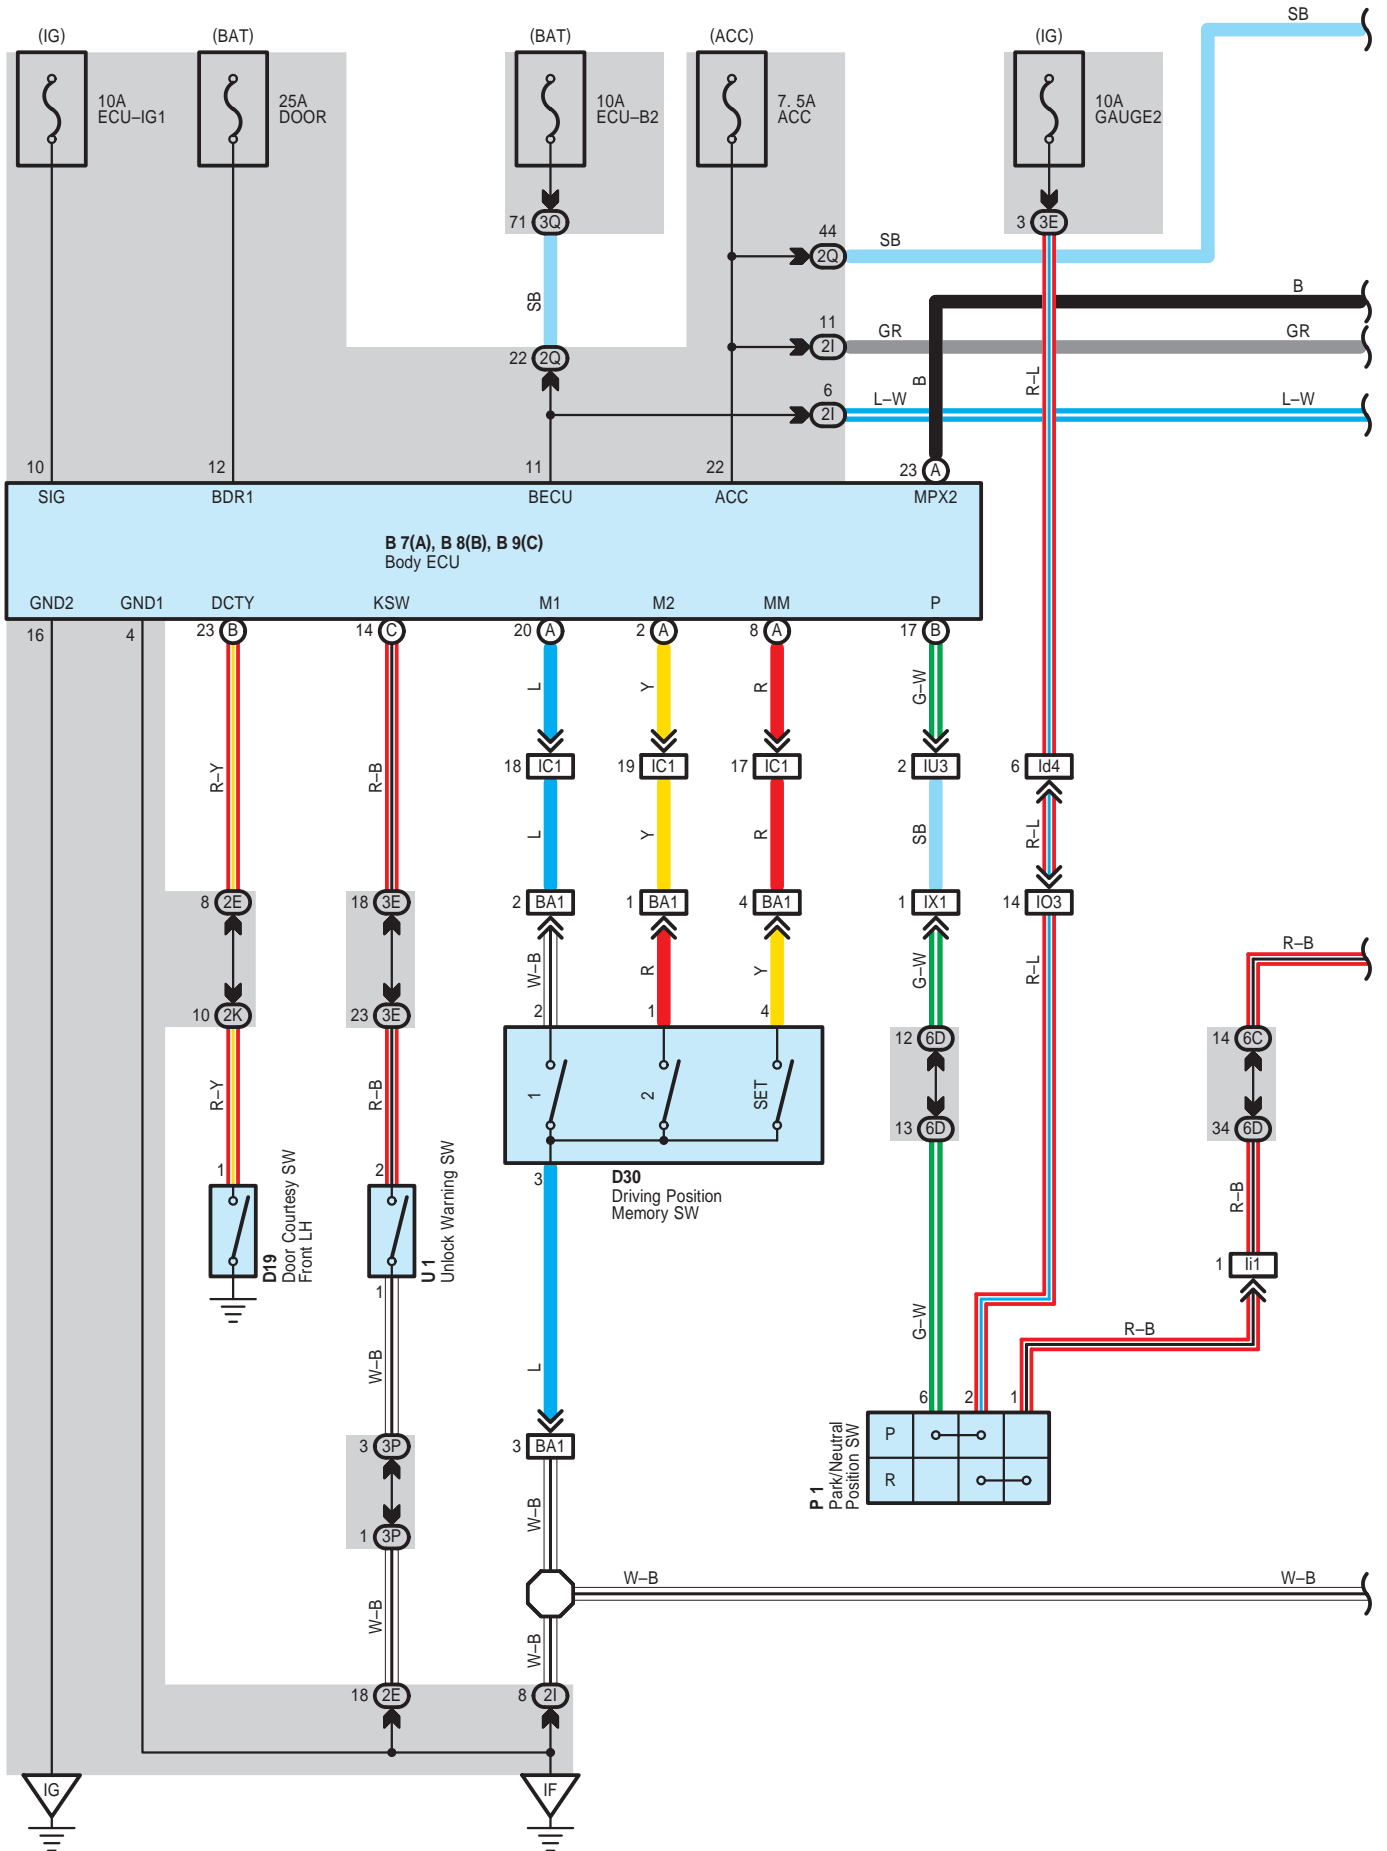 SB
(IG)
(BAT)
(BAT)
(ACC)
(IG)
10A
ECU–IG1
25A
DOOR
10A
ECU–B2
7. 5A
ACC
10A
GAUGE2
71 3Q
3 3E
44
2Q
SB
SB
B
11
2I
GR
GR
22 2Q
B
R–L
6
2I
L–W
L–W
10
12
11
22
23 A
SIG
BDR1
BECU
ACC
MPX2
B 7(A), B 8(B), B 9(C)
Body ECU
GND2
GND1
DCTY
KSW
M1
M2
MM
P
16
4
23 B
14 C
20 A
2 A
8 A
17 B
L
Y
R
G–W
R–Y
R–B
18 IC1
19 IC1
17 IC1
2 IU3
6 Id4
L
Y
R
SB
R–L
8 2E
18 3E
2 BA1
1 BA1
4 BA1
1 IX1
14 IO3
R–B
W–B
R
Y
G–W
R–L
10 2K
23 3E
2
1
4
12 6D
14 6C
R–Y
R–B
1
2
SET
13 6D
34 6D
1
2
3
D30
Driving Position
Memory SW
R–B
D19
Door Courtesy SW
Front LH
U 1
Unlock Warning SW
1 Ii1
1
W–B
L
G–W
R–B
6
2
1
3 3P
3 BA1
P 1
Park/Neutral
Position SW
P
R
W–B
1 3P
W–B
W–B
W–B
W–B
18 2E
8 2I
IG
IF